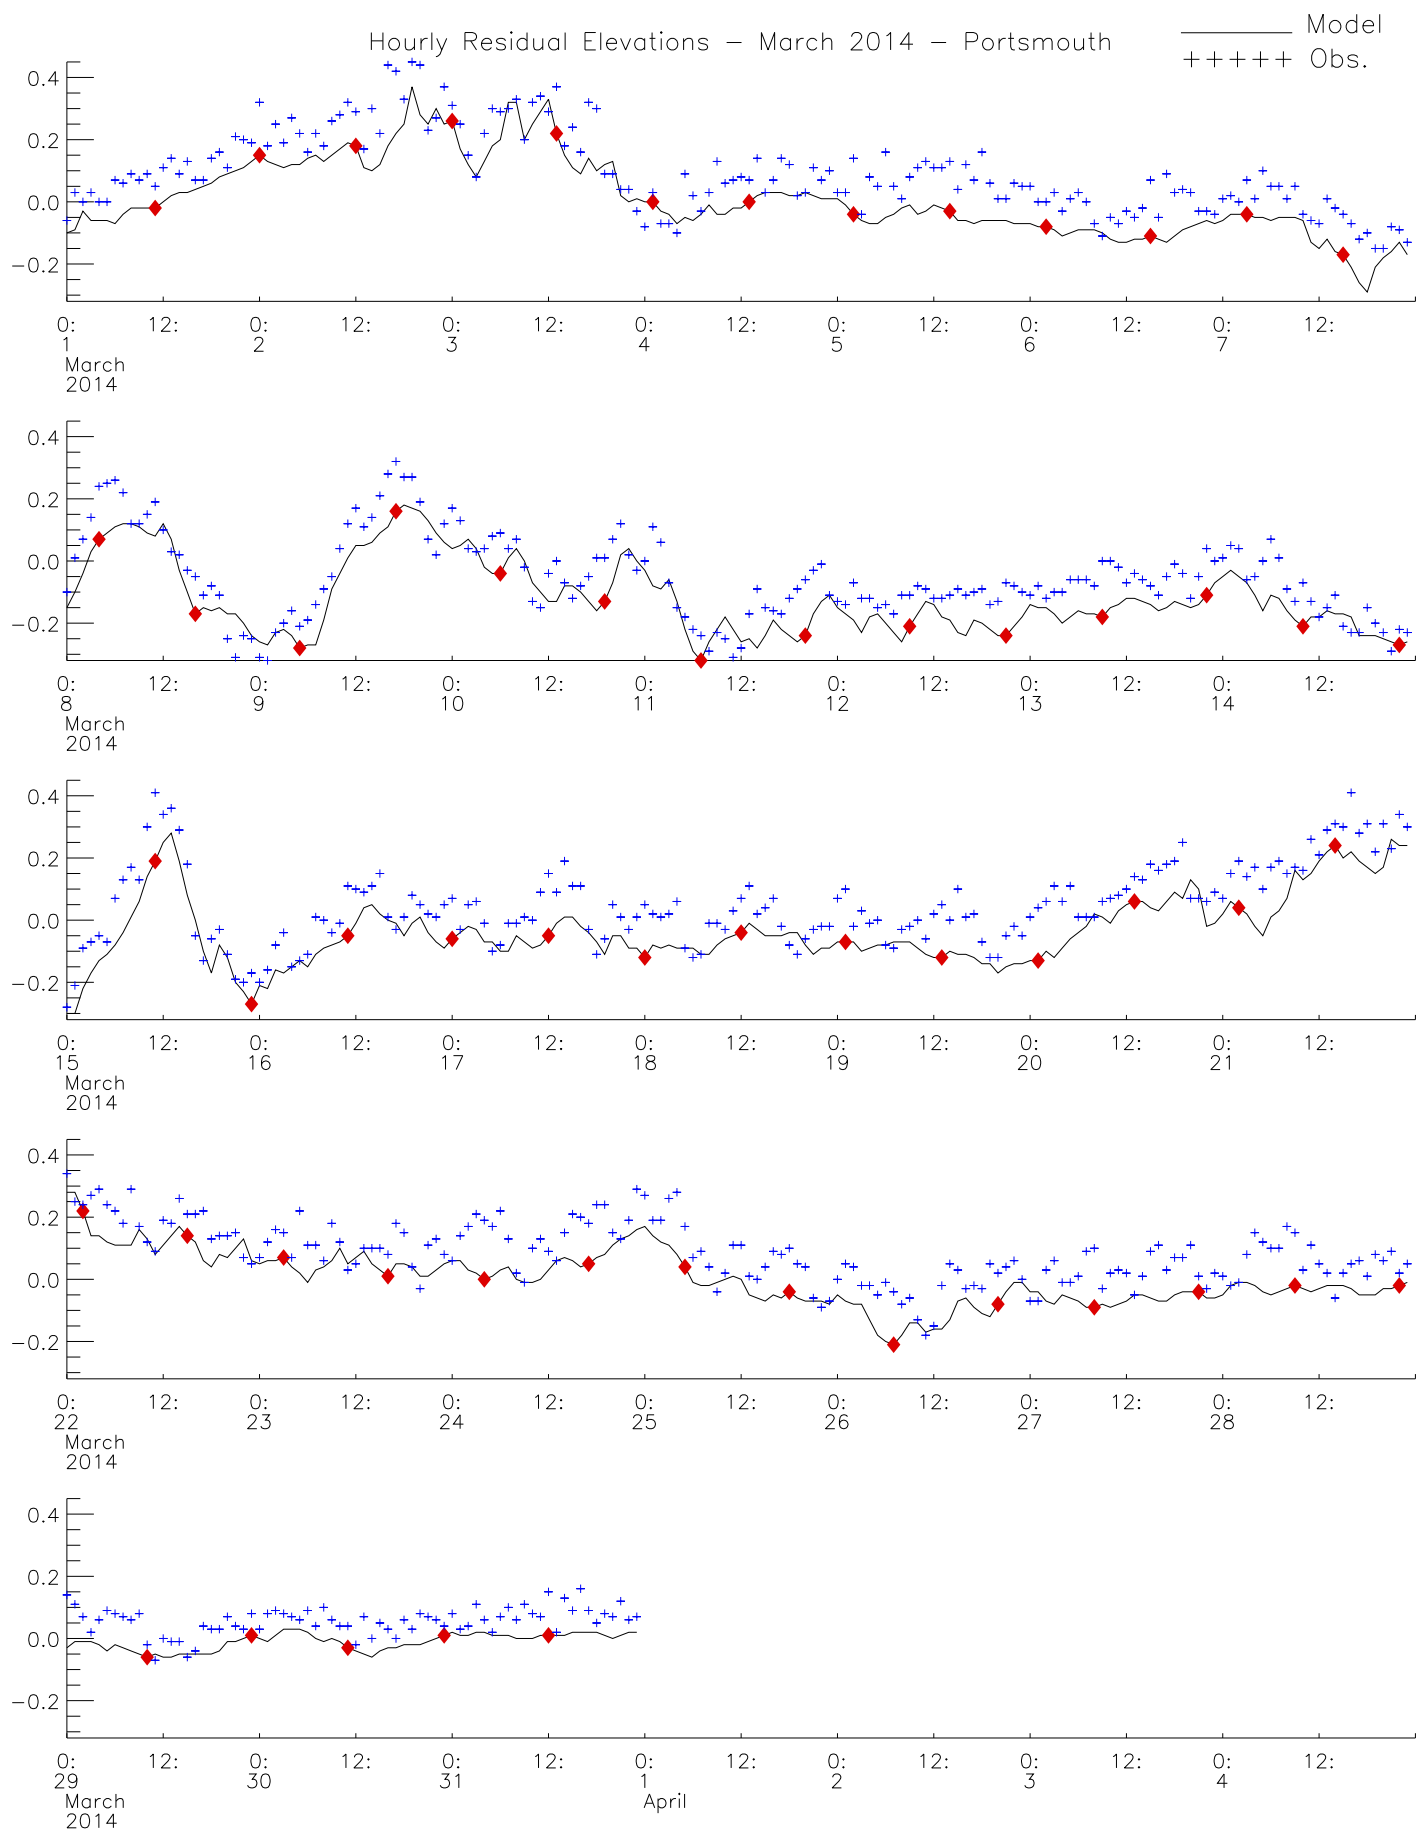 Hourly Residual Elevations − March 2014 − Portsmouth
Model
+++++ Obs.
0.4
0.2
0.0
−0.2
0: 12: 0: 12: 0: 12: 0: 12: 0: 12: 0: 12: 0: 12:
1 2 3 4 5 6 7
March
2014
0.4
0.2
0.0
−0.2
0: 12: 0: 12: 0: 12: 0: 12: 0: 12: 0: 12: 0: 12:
8 9 10 11 12 13 14
March
2014
0.4
0.2
0.0
−0.2
0: 12: 0: 12: 0: 12: 0: 12: 0: 12: 0: 12: 0: 12:
15 16 17 18 19 20 21
March
2014
0.4
0.2
0.0
−0.2
0: 12: 0: 12: 0: 12: 0: 12: 0: 12: 0: 12: 0: 12:
22 23 24 25 26 27 28
March
2014
0.4
0.2
0.0
−0.2
0: 12: 0: 12: 0: 12: 0: 12: 0: 12: 0: 12: 0: 12:
29 30 31 1 2 3 4
March April
2014